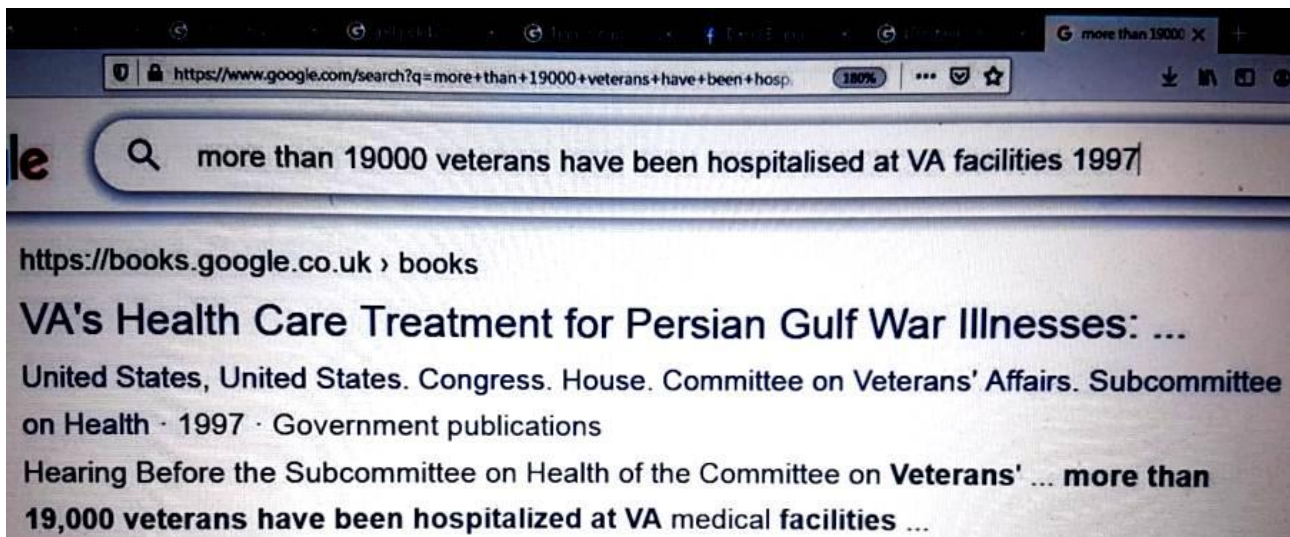 more than 19000
https://www.google.com/search?q=more+than+19000+veterans+have+been+hosp
180%
le
more than 19000 veterans have been hospitalised at VA facilities 1997
https://books.google.co.uk › books
VA's Health Care Treatment for Persian Gulf War Illnesses: ...
United States, United States. Congress. House. Committee on Veterans' Affairs. Subcommittee
on Health · 1997 · Government publications
Hearing Before the Subcommittee on Health of the Committee on Veterans' ... more than
19,000 veterans have been hospitalized at VA medical facilities ...